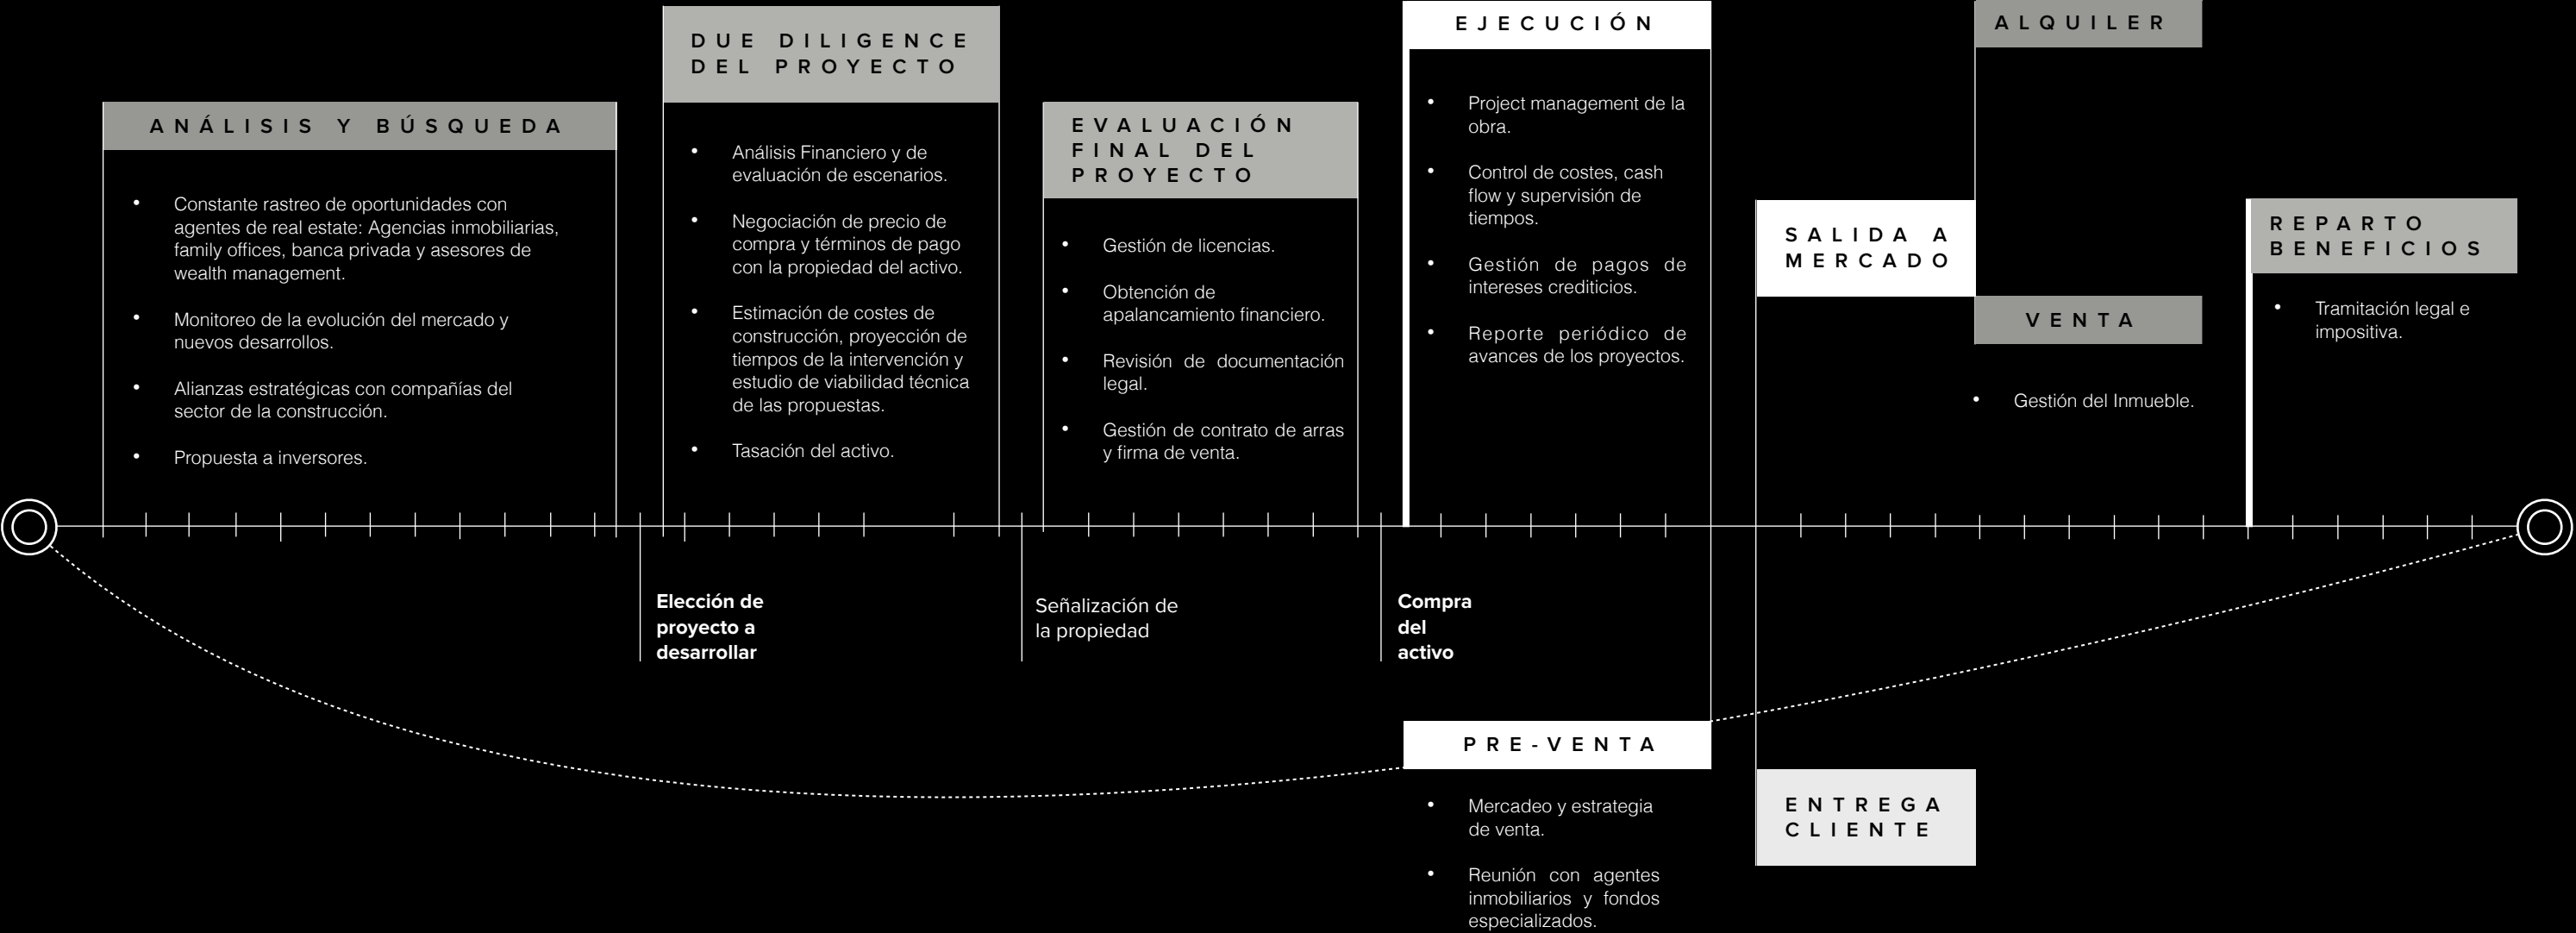 ANÁLISIS Y BÚSQUEDA
• Constante rastreo de oportunidades con
agentes de real estate: Agencias inmobiliarias,
family offices, banca privada y asesores de
wealth management.
• Monitoreo de la evolución del mercado y
nuevos desarrollos.
• Alianzas estratégicas con compañías del
sector de la construcción.
• Propuesta a inversores.
Elección de
proyecto a
desarrollar
DUE DILIGENCE
DEL PROYECTO
• Análisis Financiero y de
evaluación de escenarios.
• Negociación de precio de
compra y términos de pago
con la propiedad del activo.
• Estimación de costes de
construcción, proyección de
tiempos de la intervención y
estudio de viabilidad técnica
de las propuestas.
• Tasación del activo.
Señalización de
la propiedad
EVALUACIÓN
FINAL DEL
PROYECTO
• Gestión de licencias.
• Obtención de
apalancamiento financiero.
• Revisión de documentación
legal.
• Gestión de contrato de arras
y firma de venta.
Compra
del
activo
EJECUCIÓN
• Project management de la
obra.
• Control de costes, cash
flow y supervisión de
tiempos.
• Gestión de pagos de
intereses crediticios.
• Reporte periódico de
avances de los proyectos.
PRE-VENTA
• Mercadeo y estrategia
de venta.
• Reunión con agentes
inmobiliarios y fondos
especializados.
SALIDA A
MERCADO
ENTREGA
CLIENTE
ALQUILER
VENTA
• Gestión del Inmueble.
REPARTO
BENEFICIOS
• Tramitación legal e
impositiva.